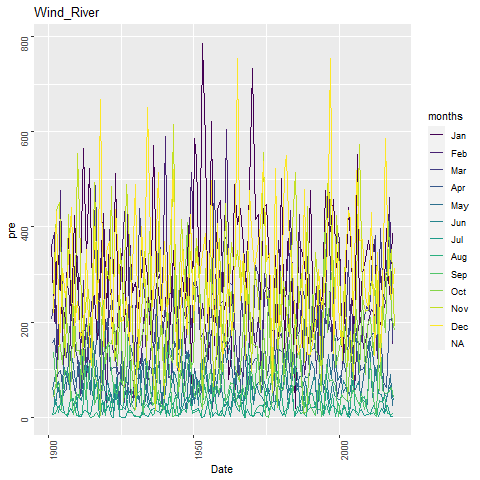 Wind_River
800
600
400
200
0
pre
1900
1950
2000
Date
months
Jan
Feb
Mar
Apr
May
Jun
Jul
Aug
Sep
Oct
Nov
Dec
NA